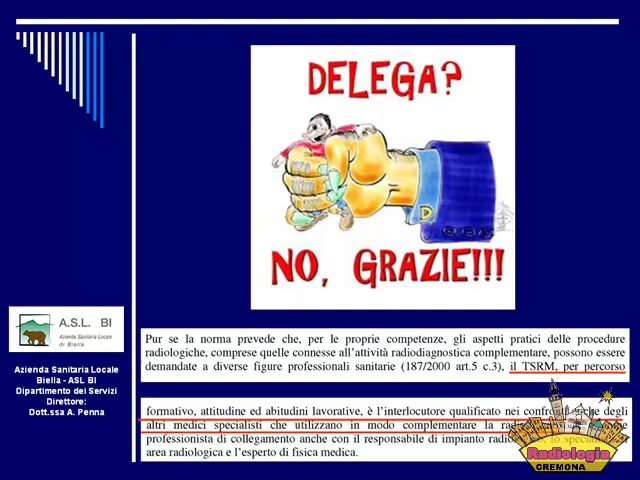 DELEGA?
D
NO, GRAZIE!!!
A.S.L. BI
Azienda Sanitaria Locale
di Biella
Azienda Sanitaria Locale
Biella - ASL BI
Dipartimento dei Servizi
Direttore:
Dott.ssa A. Penna
Pur se la norma prevede che, per le proprie competenze, gli aspetti pratici delle procedure
radiologiche, comprese quelle connesse all'attività radiodiagnostica complementare, possono essere
demandate a diverse figure professionali sanitarie (187/2000 art.5 c.3), il TSRM, per percorso
formativo, attitudine ed abitudini lavorative, è l'interlocutore qualificato nei degli
altri medici specialisti che utilizzano in modo complementare la
professionista di collegamento anche con il responsabile di impianto lo
area radiologica e l'esperto di fisica medica.
Radiologia
CREMONA